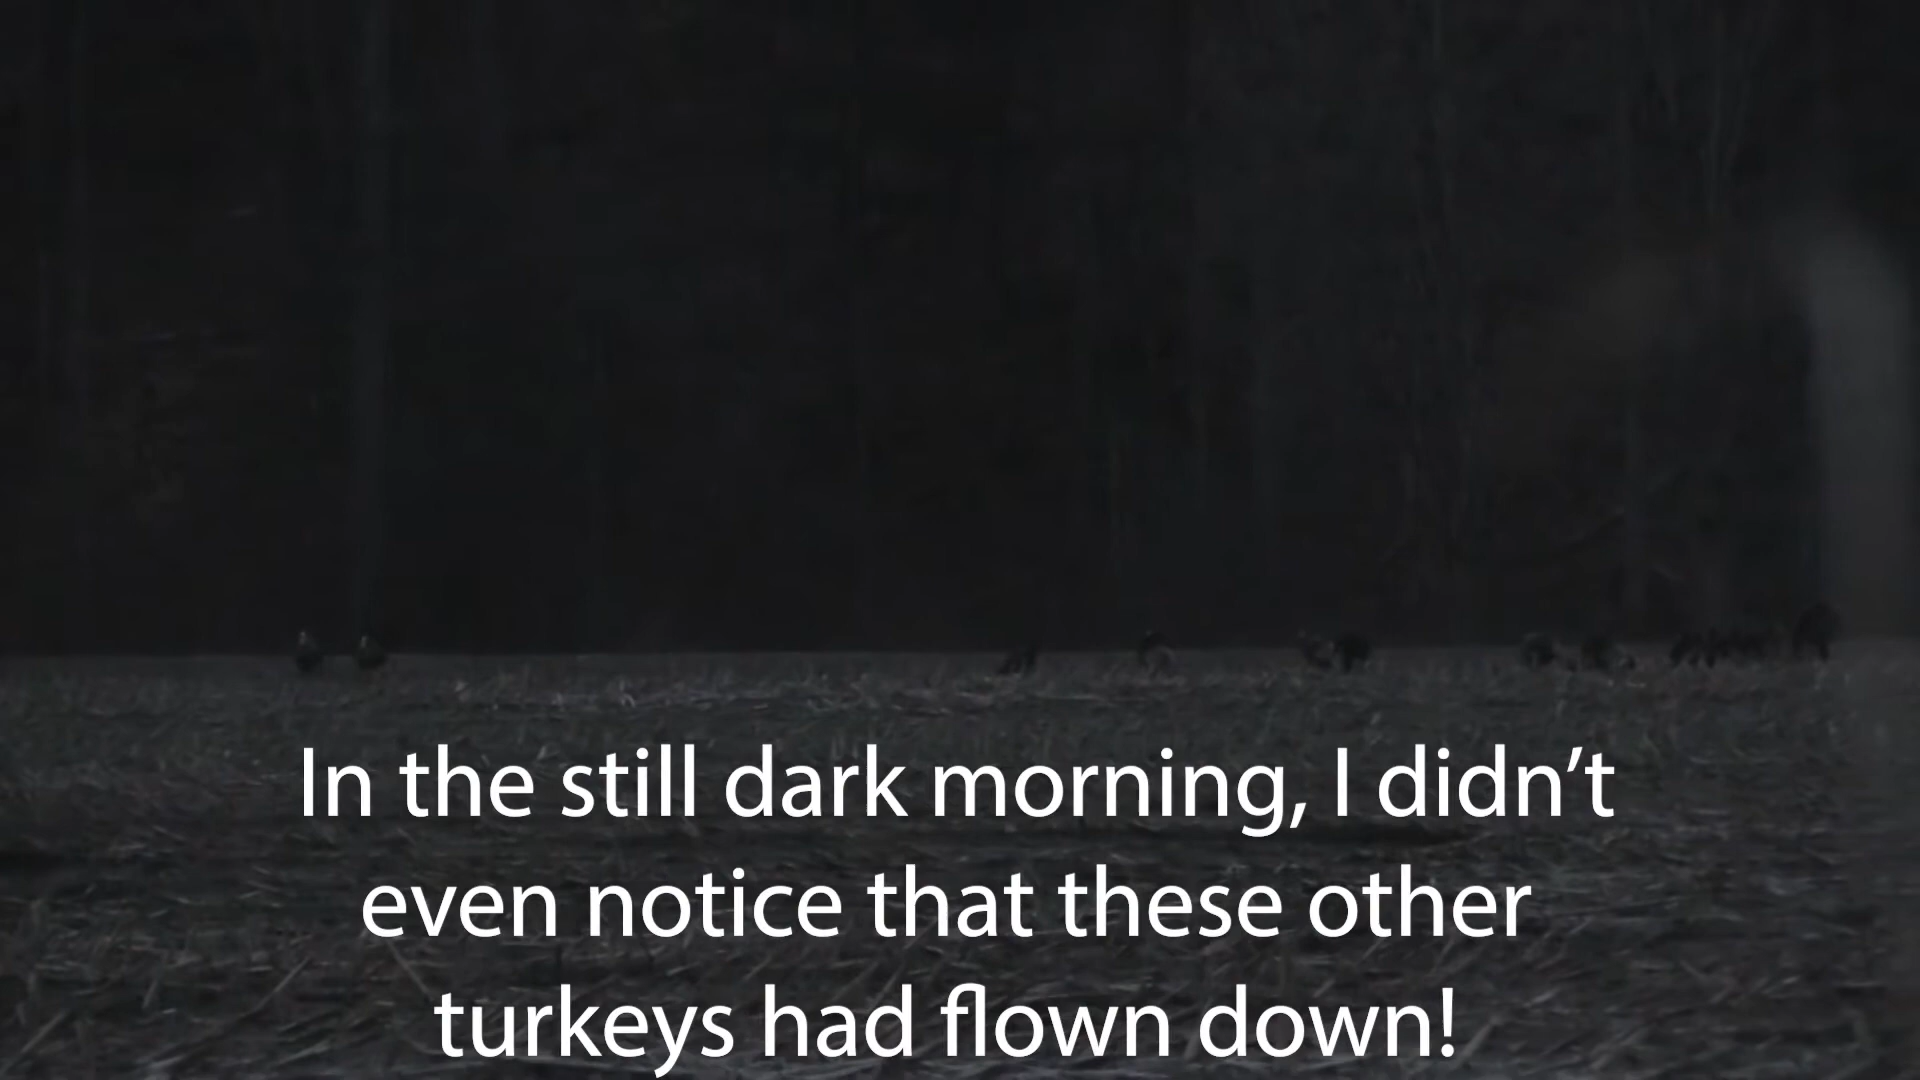 In the still dark morning, I didn’t
even notice that these other
turkeys had flown down!